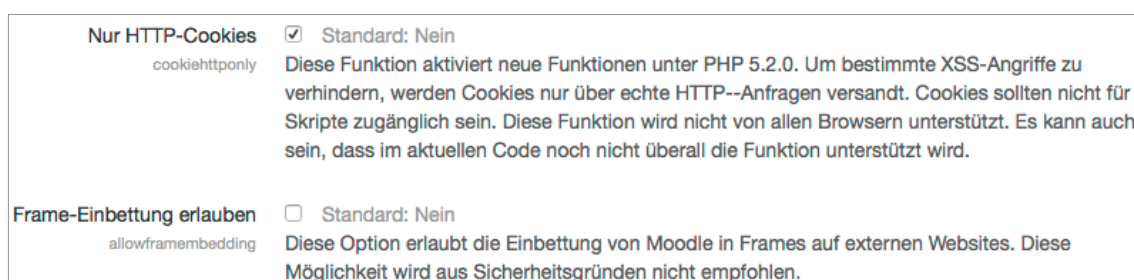 Nur HTTP-Cookies Standard: Nein
cookiehttponly Diese Funktion aktiviert neue Funktionen unter PHP 5.2.0. Um bestimmte XSS-Angriffe zu
verhindern, werden Cookies nur über echte HTTP--Anfragen versandt. Cookies sollten nicht für
Skripte zugänglich sein. Diese Funktion wird nicht von allen Browsern unterstützt. Es kann auch
sein, dass im aktuellen Code noch nicht überall die Funktion unterstützt wird.
Frame-Einbettung erlauben Standard: Nein
allowframembedding Diese Option erlaubt die Einbettung von Moodle in Frames auf externen Websites. Diese
Möglichkeit wird aus Sicherheitsgründen nicht empfohlen.